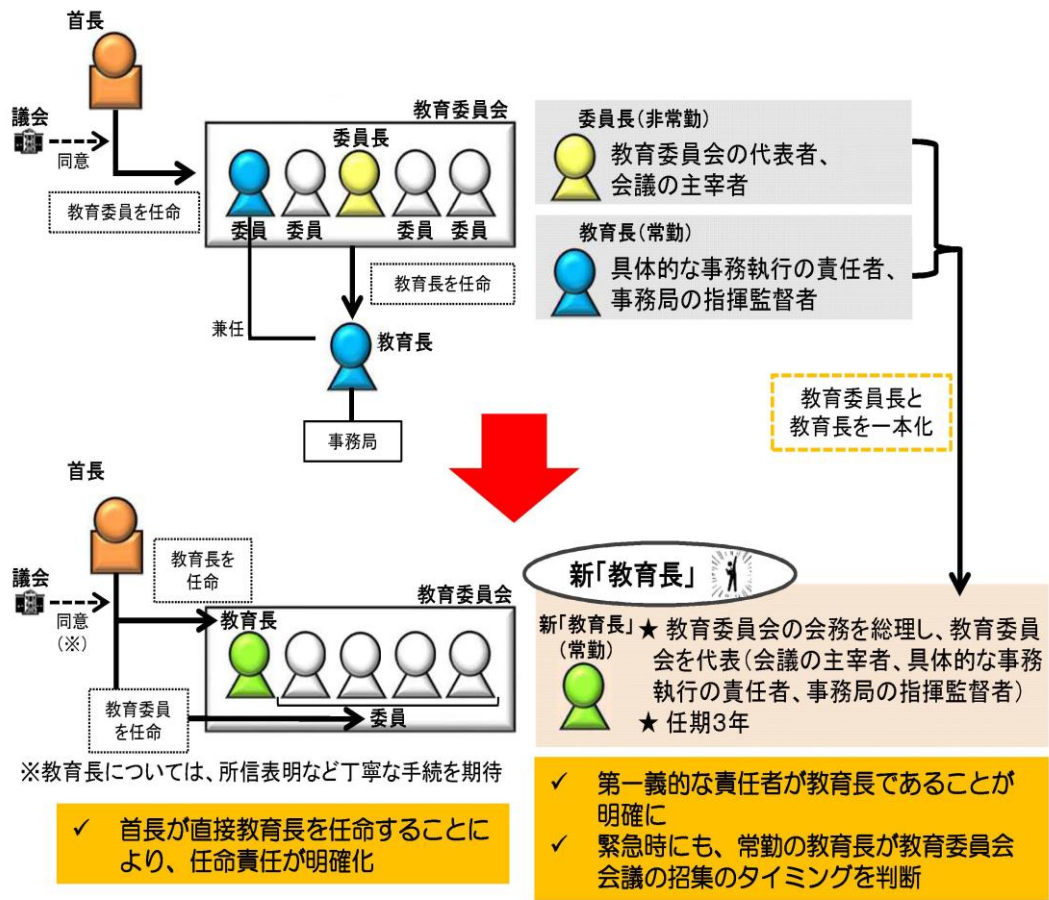 首長
議会
同意
教育委員を任命
教育委員会
委員長
委員
委員
委員
委員
教育長を任命
兼任
教育長
事務局
委員長(非常勤)
教育委員会の代表者、
会議の主宰者
教育長(常勤)
具体的な事務執行の責任者、
事務局の指揮監督者
教育委員長と
教育長を一本化
首長
議会
同意
(※)
教育長を
任命
教育委員
を任命
教育委員会
教育長
委員
※教育長については、所信表明など丁寧な手続を期待
✓ 首長が直接教育長を任命することに
より、任命責任が明確化
新「教育長」
新「教育長」
(常勤)
★ 教育委員会の会務を総理し、教育委員
会を代表(会議の主宰者、具体的な事務
執行の責任者、事務局の指揮監督者)
★ 任期3年
✓ 第一義的な責任者が教育長であることが
明確に
✓ 緊急時にも、常勤の教育長が教育委員会
会議の招集のタイミングを判断